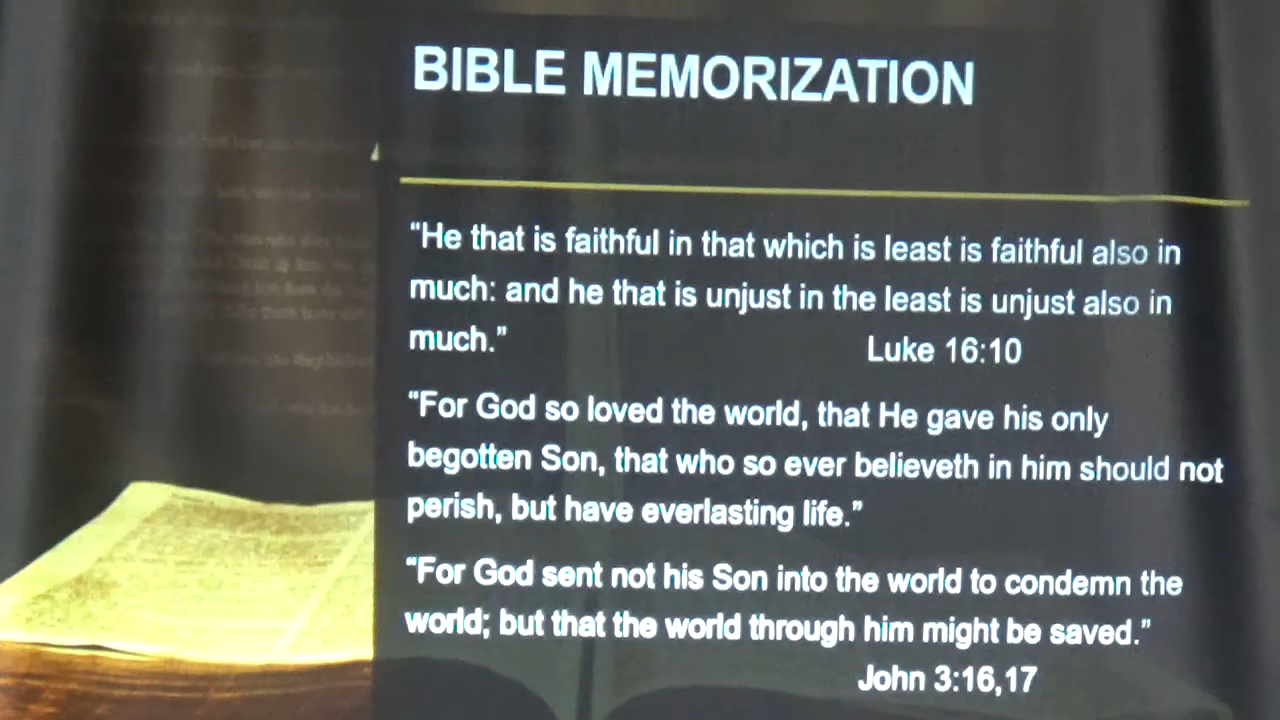 BIBLE MEMORIZATION
“He that is faithful in that which is least is faithful also in
much: and he that is unjust in the least is unjust also in
much.” Luke 16:10
“For God so loved the world, that He gave his only
begotten Son, that who so ever believeth in him should not
perish, but have everlasting life.”
“For God sent not his Son into the world to condemn the
world; but that the world through him might be saved.”
John 3:16,17